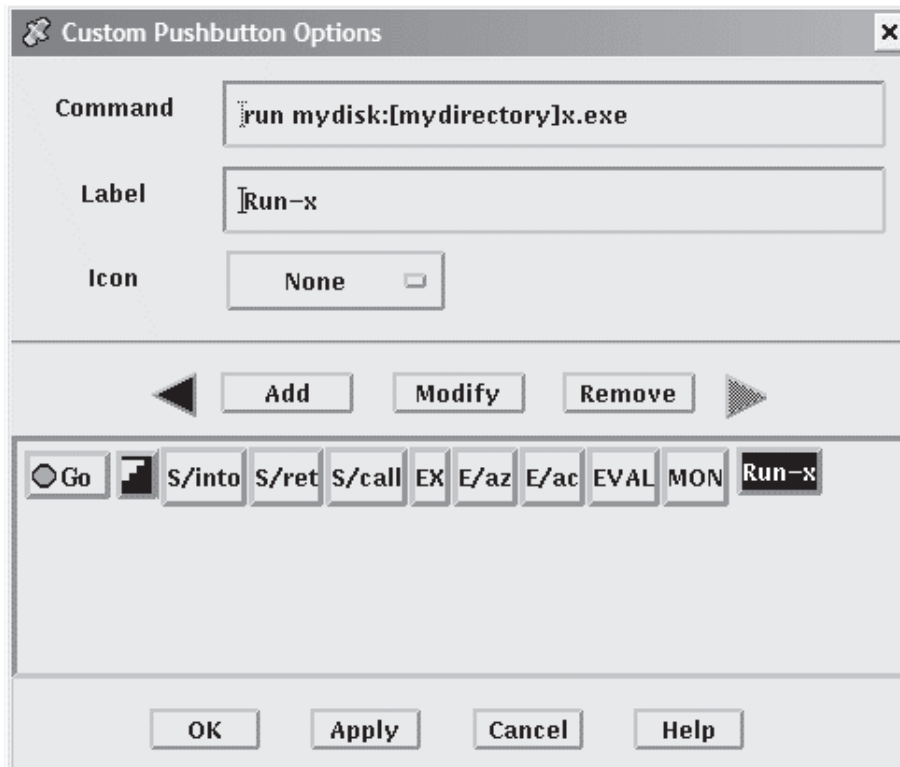 Custom Pushbutton Options
Command run mydisk:[mydirectory]x.exe
Label Run-x
Icon None
Add Modify Remove
Go S/into S/ret S/call EX E/az E/ac EVAL MON Run-x
OK Apply Cancel Help